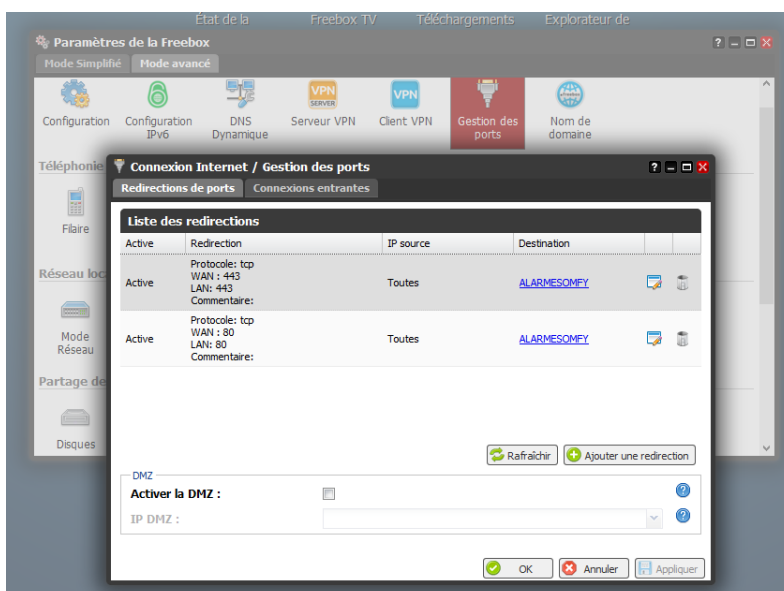 État de la Freebox TV Téléchargements Explorateur de
Paramètres de la Freebox
Mode Simplifié Mode avancé
Configuration Configuration IPv6 DNS Dynamique Serveur VPN Client VPN Gestion des ports Nom de domaine
VPN SERVER VPN
Téléphonie
Filaire
Réseau loc
Mode Réseau
Partage de
Disques
Connexion Internet / Gestion des ports
Redirections de ports Connexions entrantes
Liste des redirections
Active Redirection IP source Destination
Active
Protocole: tcp
WAN : 443
LAN: 443
Commentaire:
Toutes ALARMESOMFY
Active
Protocole: tcp
WAN : 80
LAN: 80
Commentaire:
Toutes ALARMESOMFY
Rafraîchir Ajouter une redirection
DMZ
Activer la DMZ :
IP DMZ :
OK Annuler Appliquer